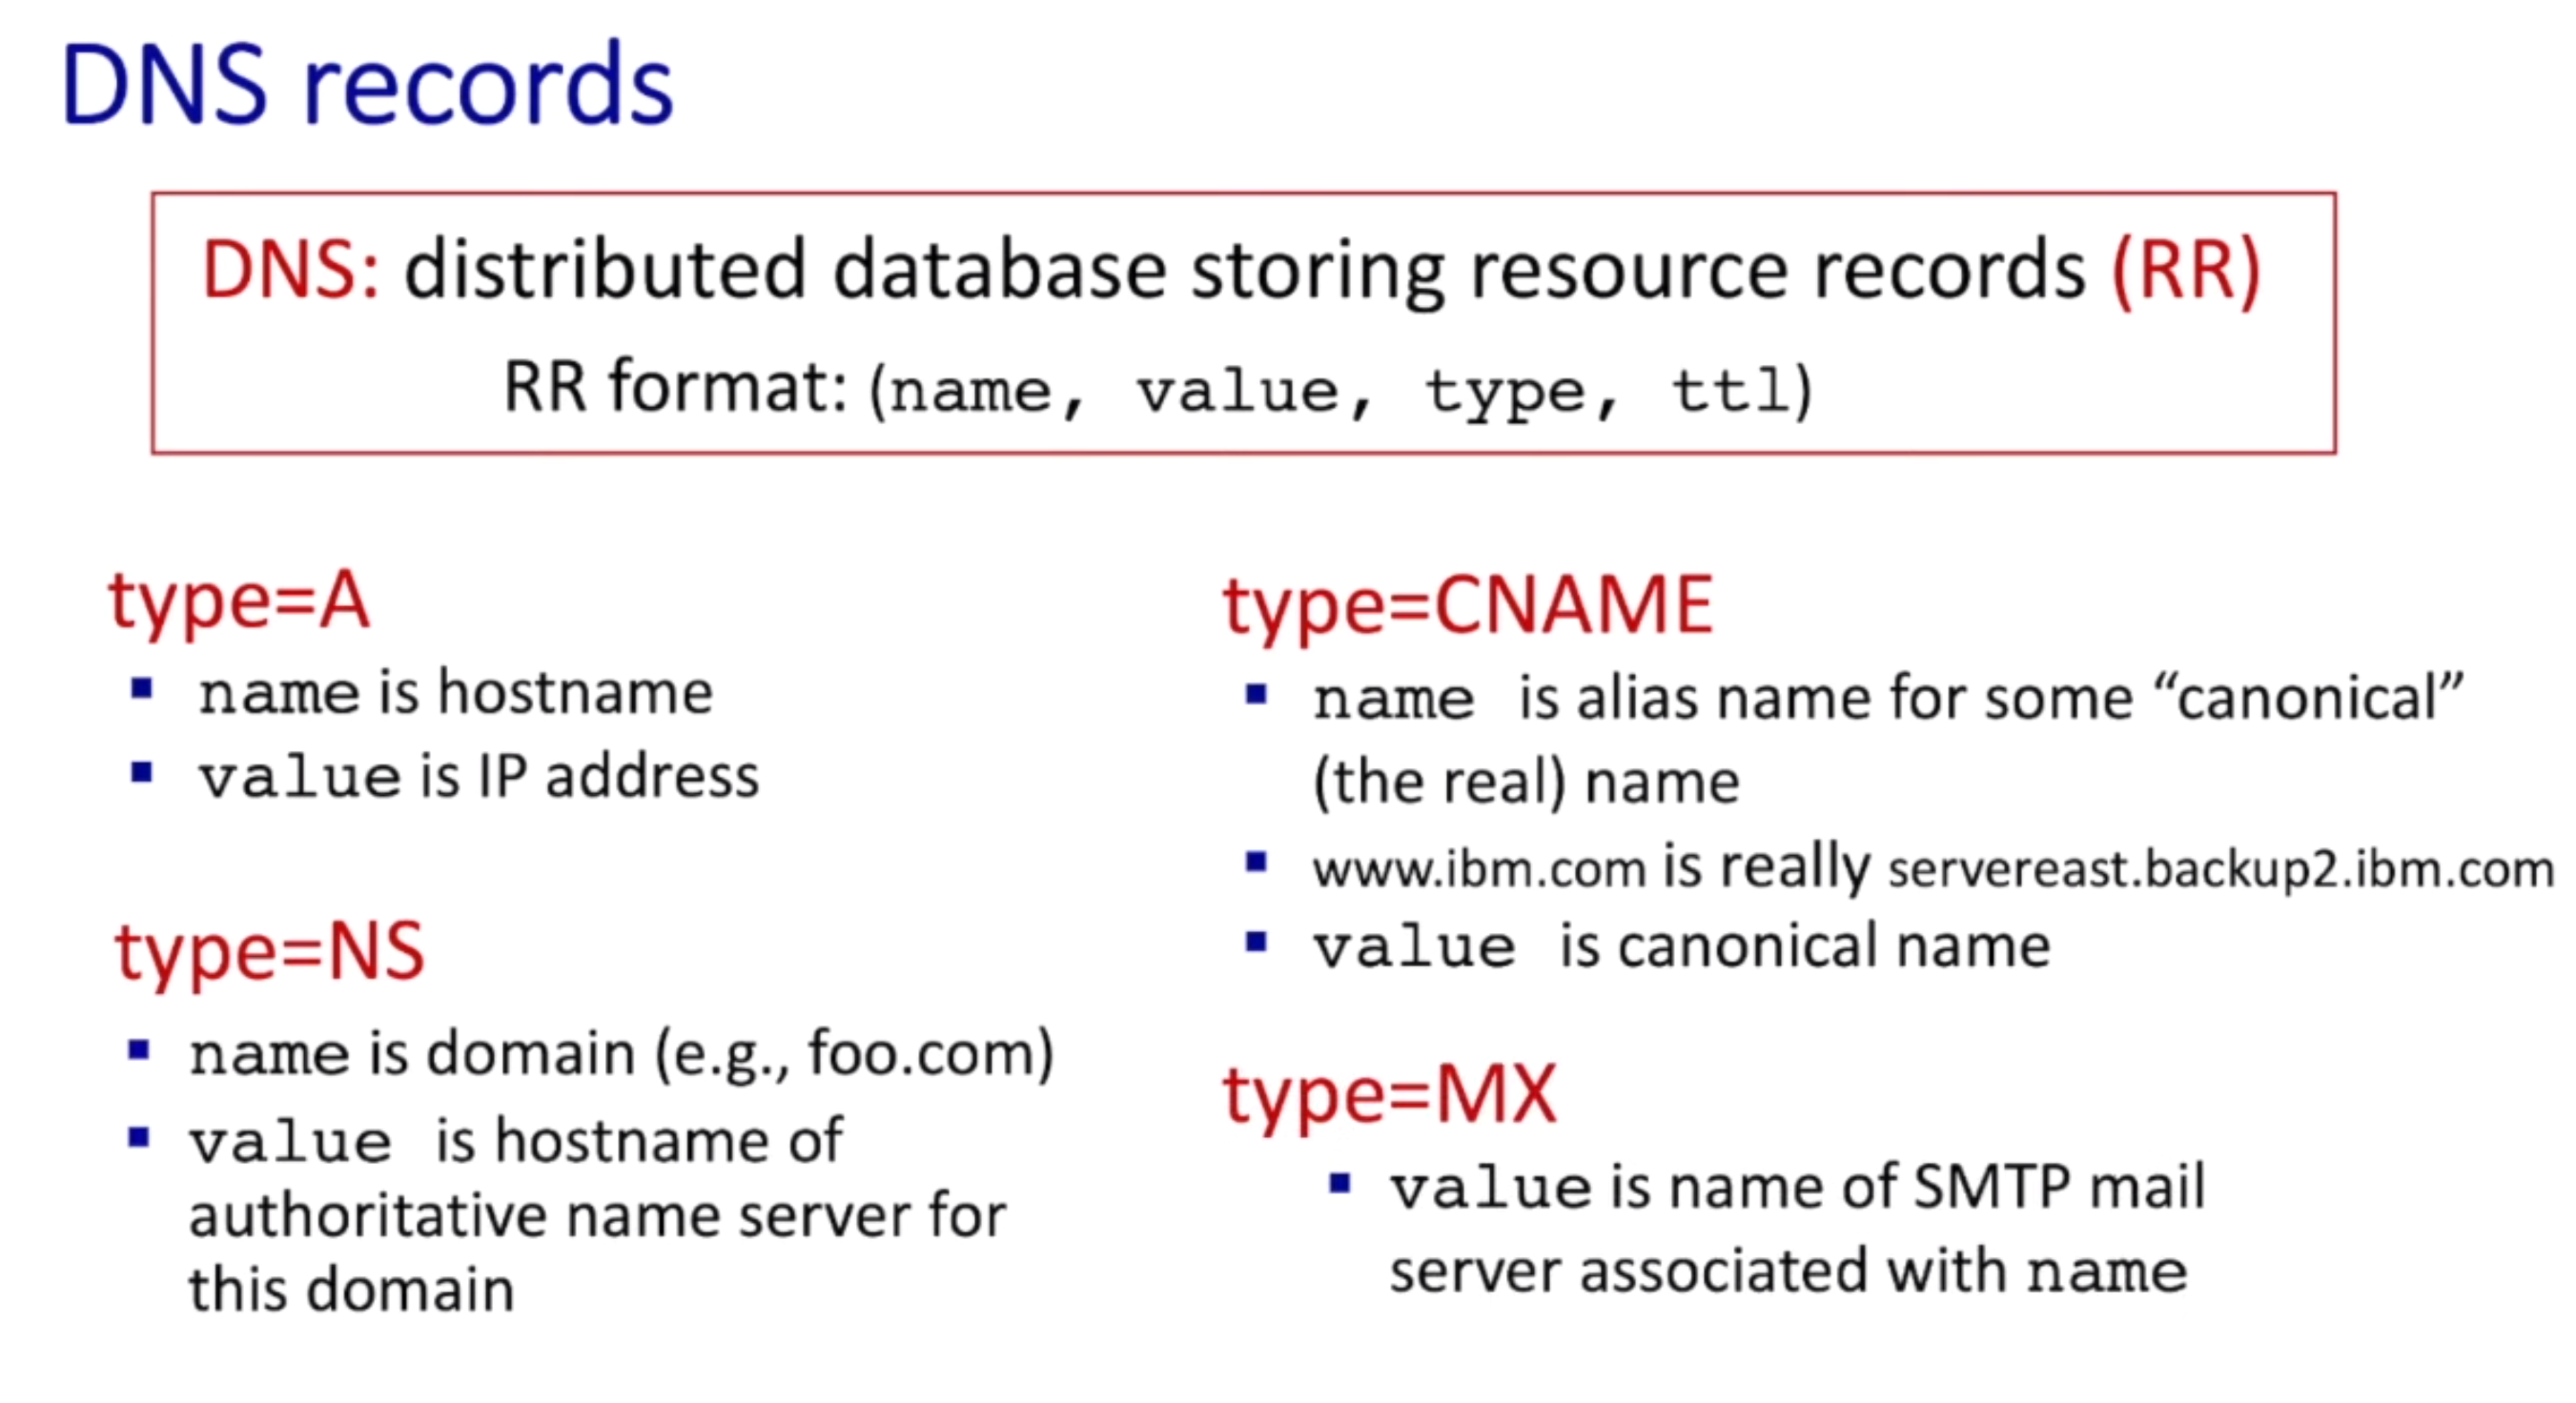 DNS records
DNS: distributed database storing resource records (RR)
RR format: (name, value, type, ttl)
type=A
name is hostname
value is IP address
type=NS
name is domain (e.g., foo.com)
value is hostname of
authoritative name server for
this domain
type=CNAME
name is alias name for some “canonical”
(the real) name
www.ibm.com is really servereast.backup2.ibm.com
value is canonical name
type=MX
value is name of SMTP mail
server associated with name